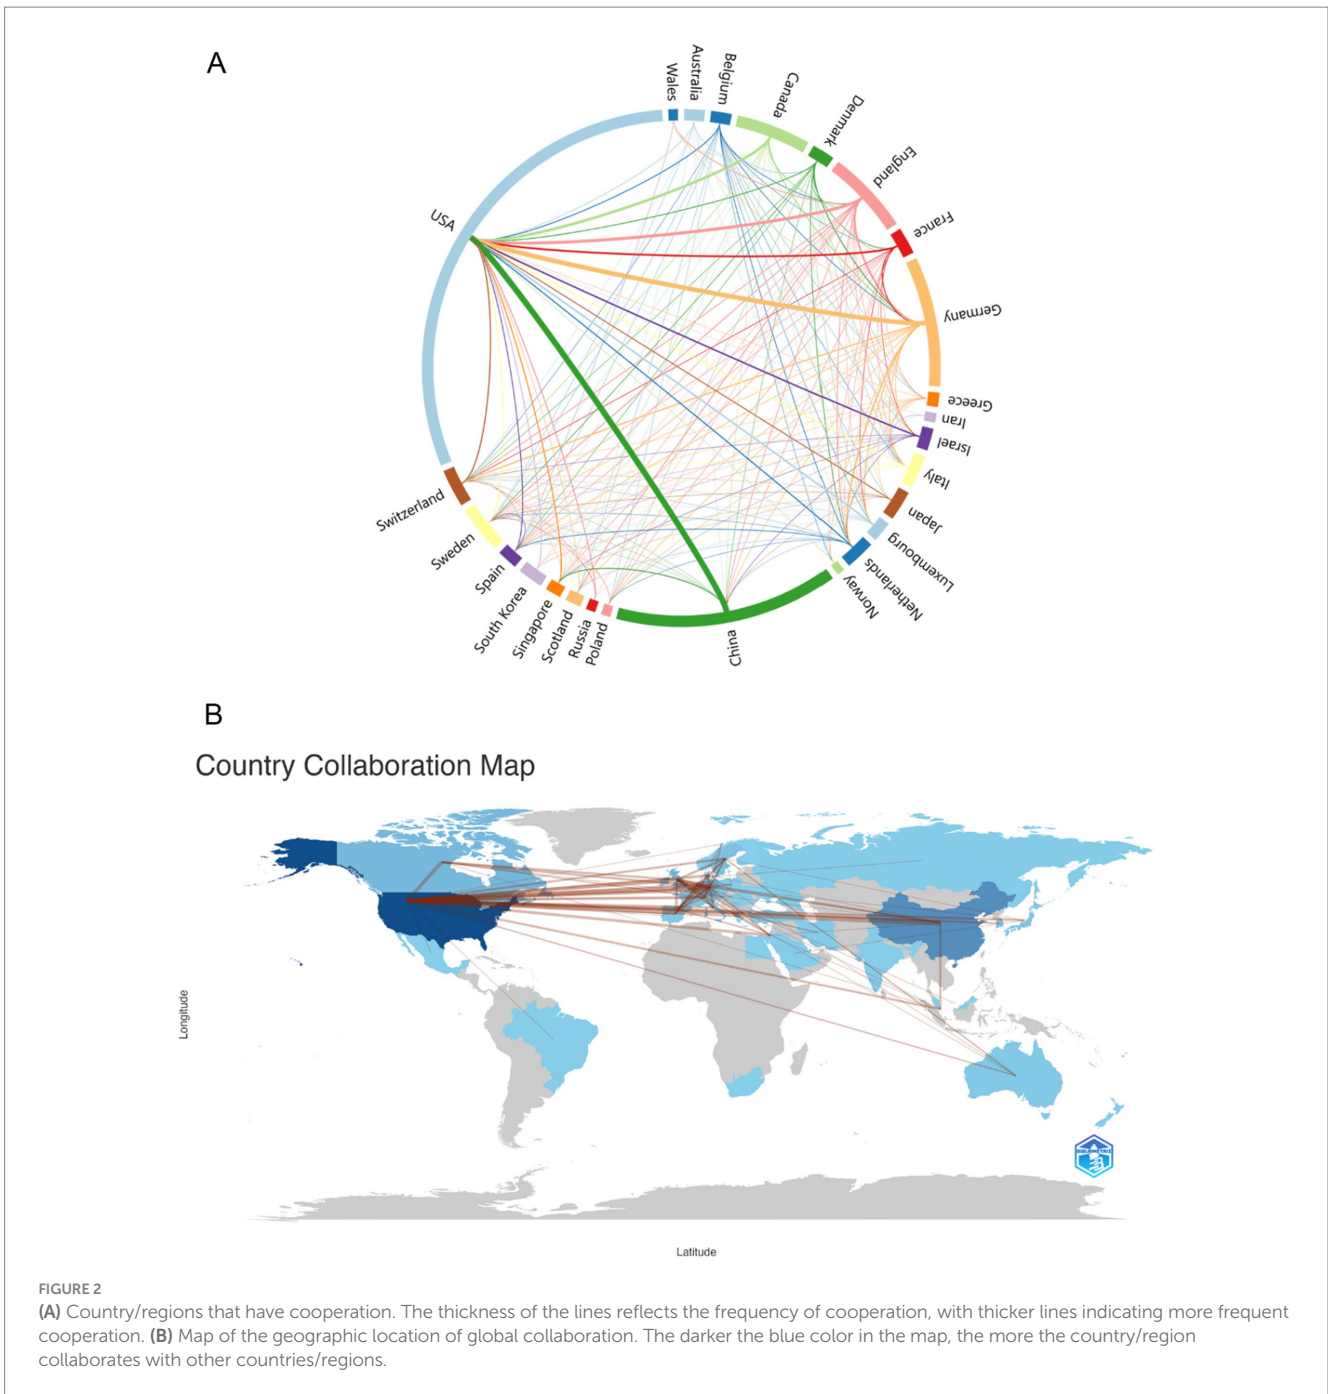 A
Wales
Australia
Belgium
Canada
Denmark
England
France
Germany
Greece
Iran
Israel
Italy
Japan
Luxembourg
Netherlands
Norway
China
Poland
Russia
Scotland
Singapore
South Korea
Spain
Sweden
Switzerland
USA
B
Country Collaboration Map
Longitude
BIBLIOMETRIX
Latitude
FIGURE 2
(A) Country/regions that have cooperation. The thickness of the lines reflects the frequency of cooperation, with thicker lines indicating more frequent
cooperation. (B) Map of the geographic location of global collaboration. The darker the blue color in the map, the more the country/region
collaborates with other countries/regions.